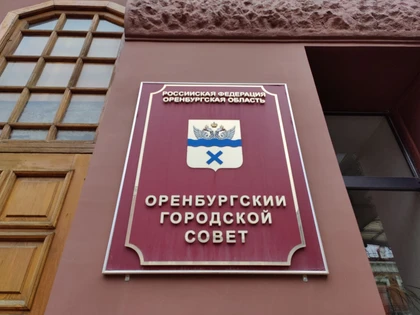 РОССИЙСКАЯ ФЕДЕРАЦИЯ
ОРЕНБУРГСКАЯ ОБЛАСТЬ
ОРЕНБУРГСКИЙ
ГОРОДСКОЙ
СОВЕТ